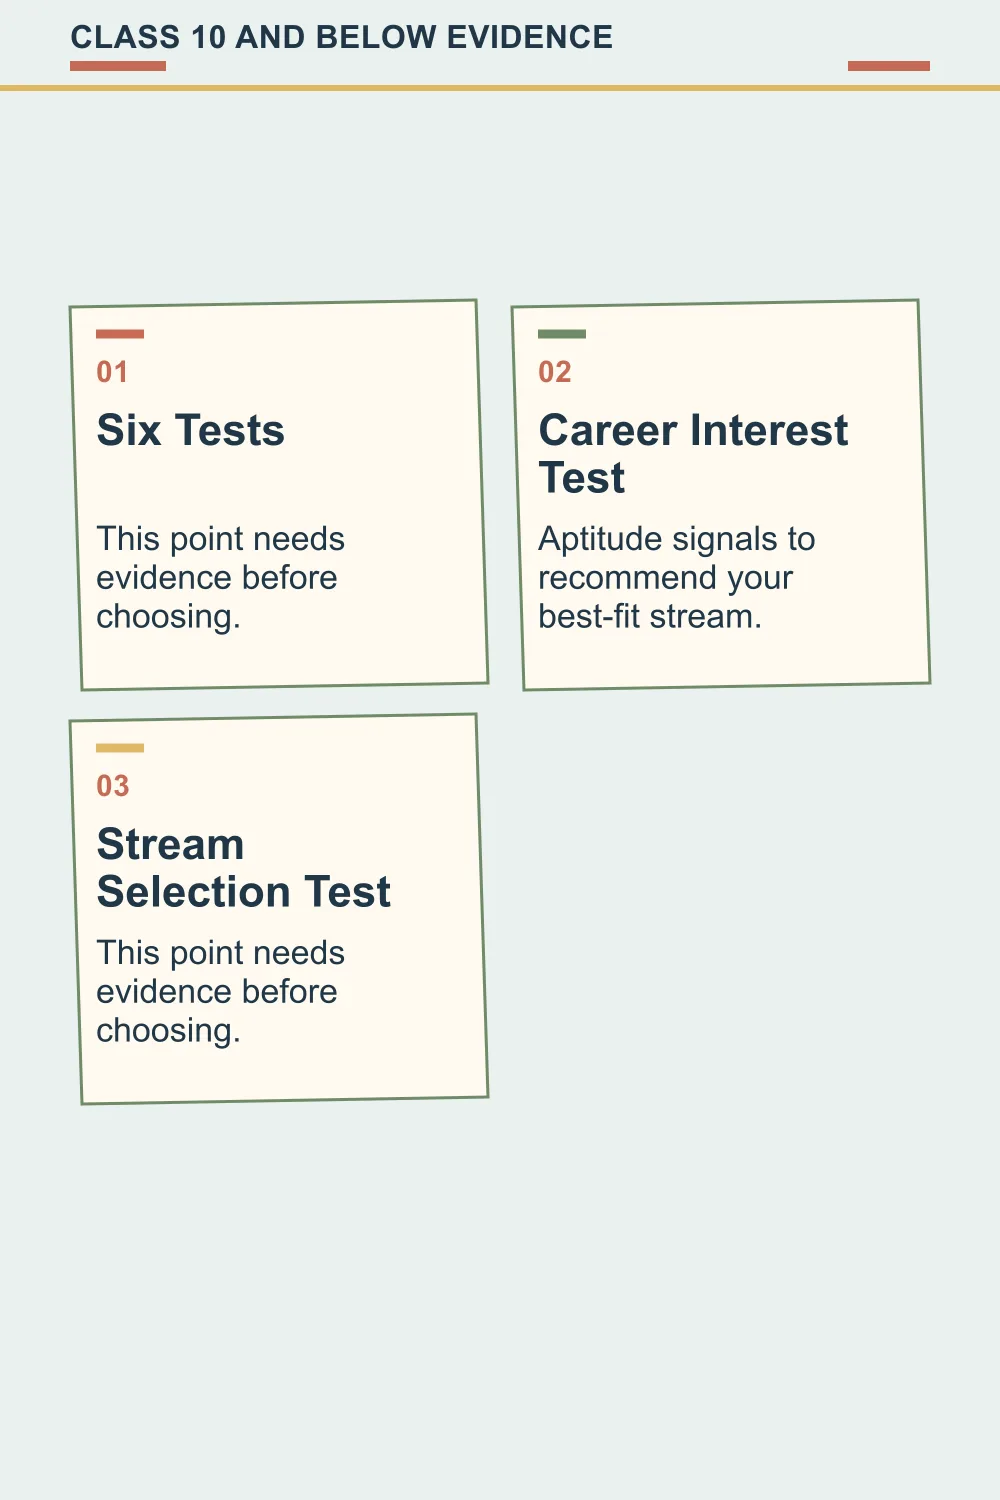 CLASS 10 AND BELOW EVIDENCE
01
Six Tests
This point needs
evidence before
choosing.
02
Career Interest
Test
Aptitude signals to
recommend your
best-fit stream.
03
Stream
Selection Test
This point needs
evidence before
choosing.